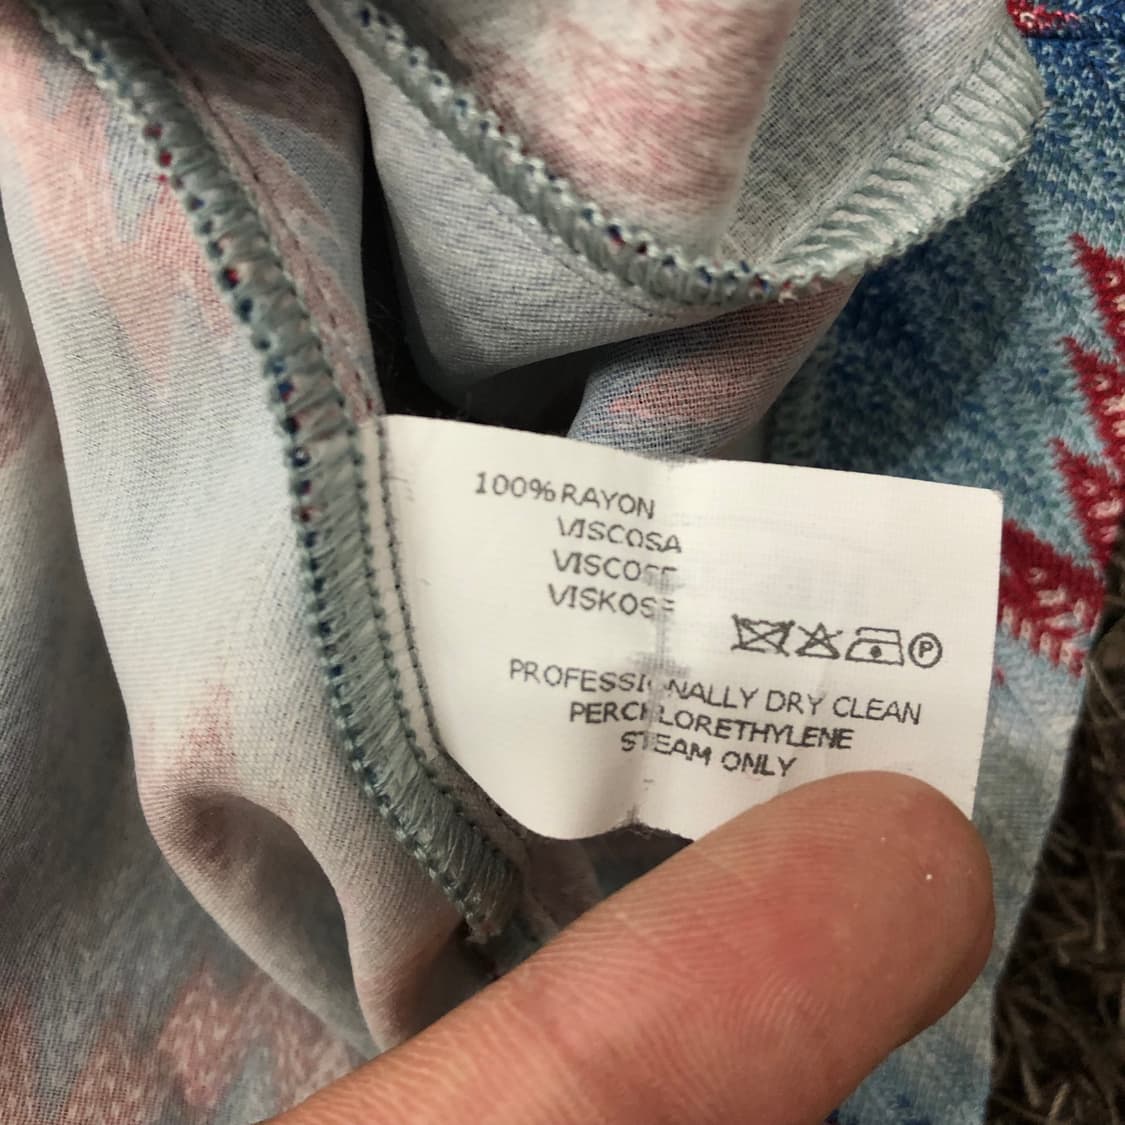 100% RAYON
VISCOSA
VISCOSE
VISKOSE
P
PROFESSIONALLY DRY CLEAN
PERCHLORETHYLENE
STEAM ONLY